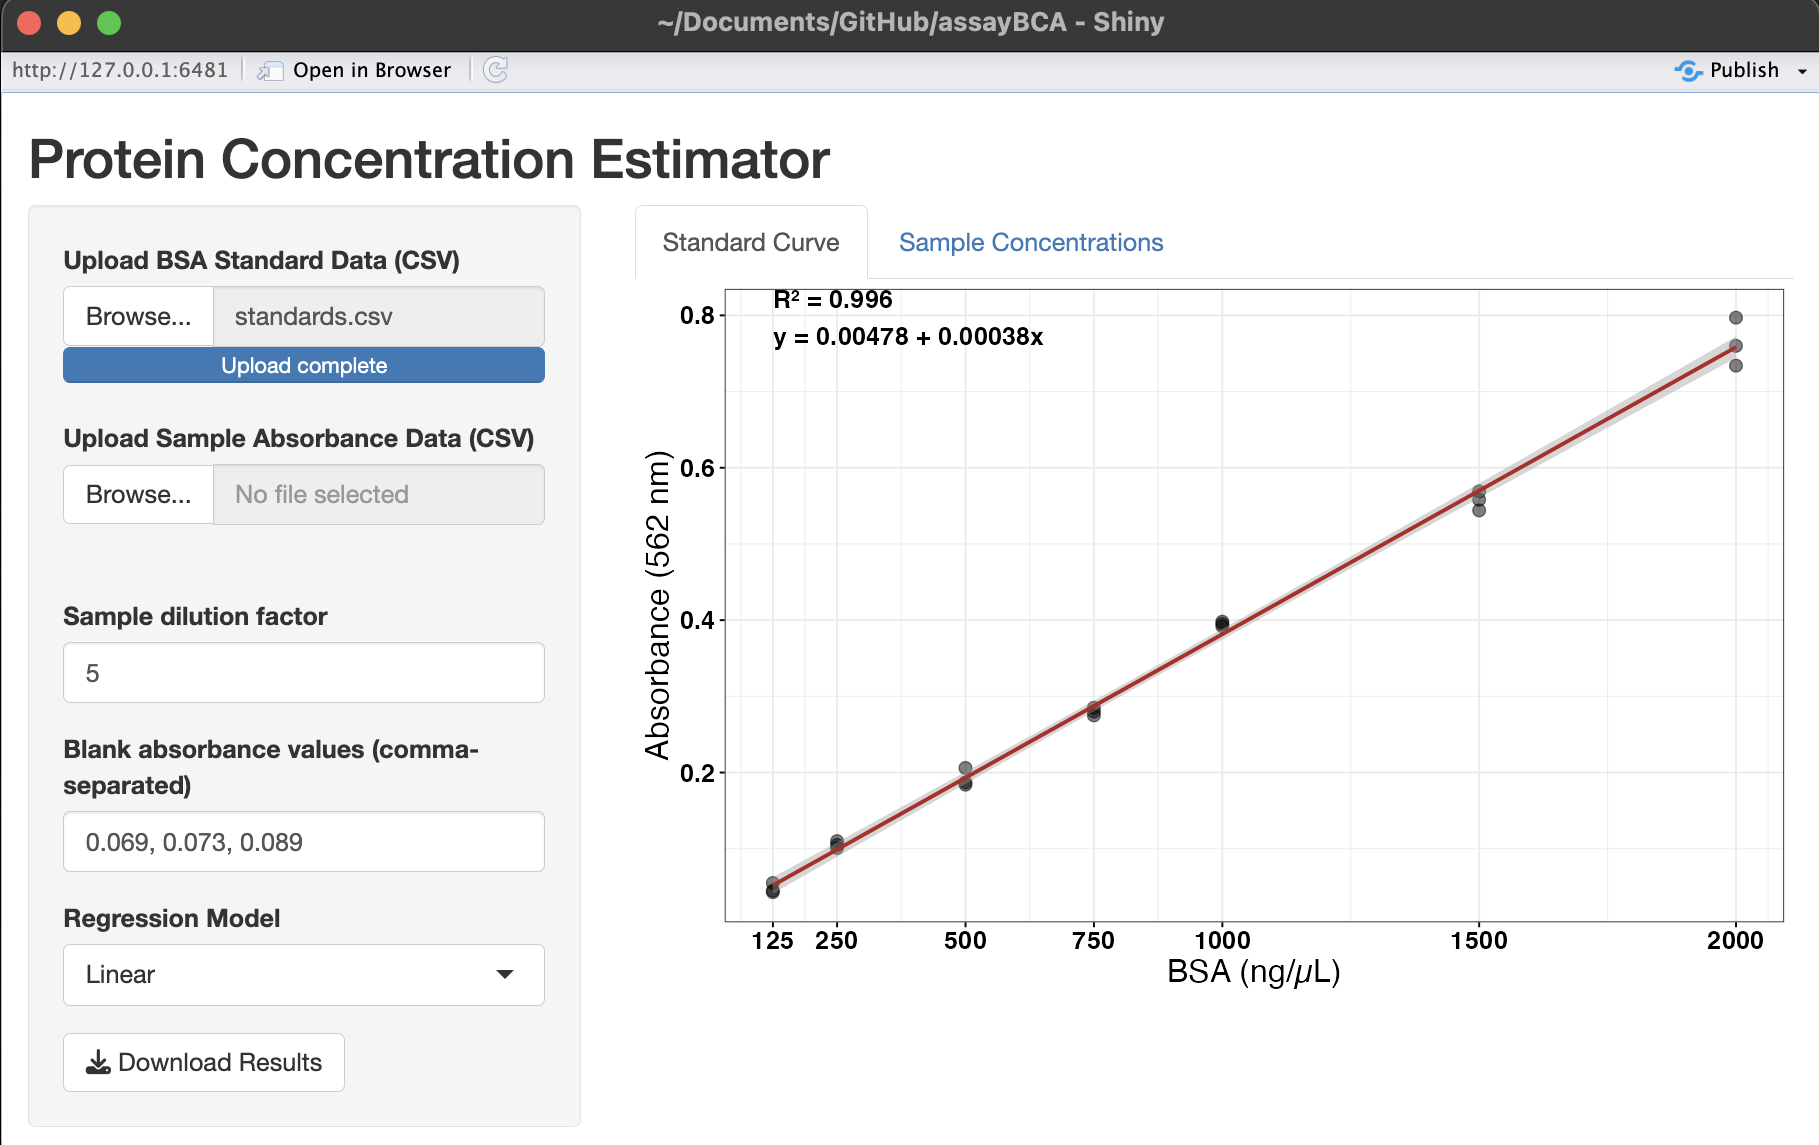 ~/Documents/GitHub/assayBCA - Shiny
http://127.0.0.1:6481
Open in Browser
Publish
Protein Concentration Estimator
Upload BSA Standard Data (CSV)
Browse...
standards.csv
Upload complete
Upload Sample Absorbance Data (CSV)
Browse...
No file selected
Sample dilution factor
5
Blank absorbance values (comma-
separated)
0.069, 0.073, 0.089
Regression Model
Linear
Download Results
Standard Curve
Sample Concentrations
R² = 0.996
y = 0.00478 + 0.00038x
Absorbance (562 nm)
0.8
0.6
0.4
0.2
125 250 500 750 1000 1500 2000
BSA (ng/µL)